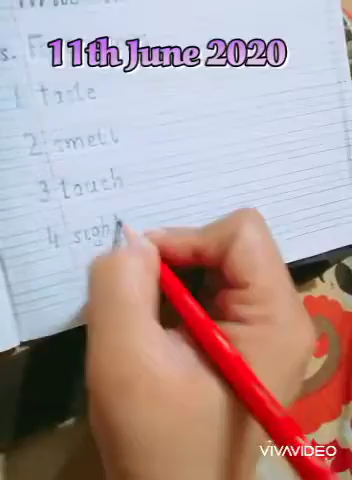 11th June 2020
s.
1 taste
2 smell
3 touch
4 sight
VIVAVIDEO